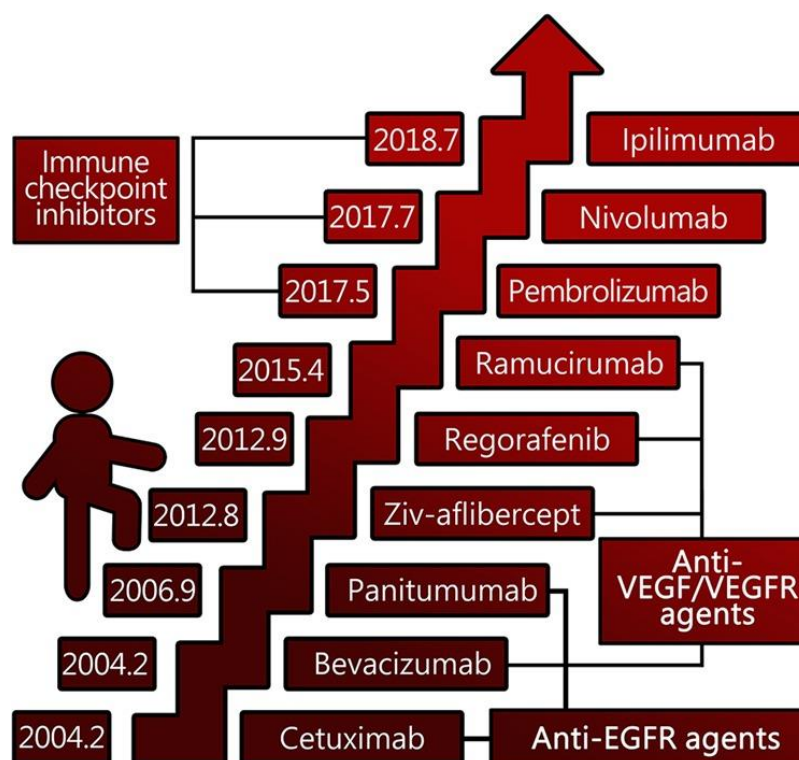 2018.7
Ipilimumab
Immune
checkpoint
inhibitors
2017.7
Nivolumab
2017.5
Pembrolizumab
2015.4
Ramucirumab
2012.9
Regorafenib
2012.8
Ziv-aflibercept
Anti-
VEGF/VEGFR
agents
2006.9
Panitumumab
2004.2
Bevacizumab
2004.2
Cetuximab
Anti-EGFR agents